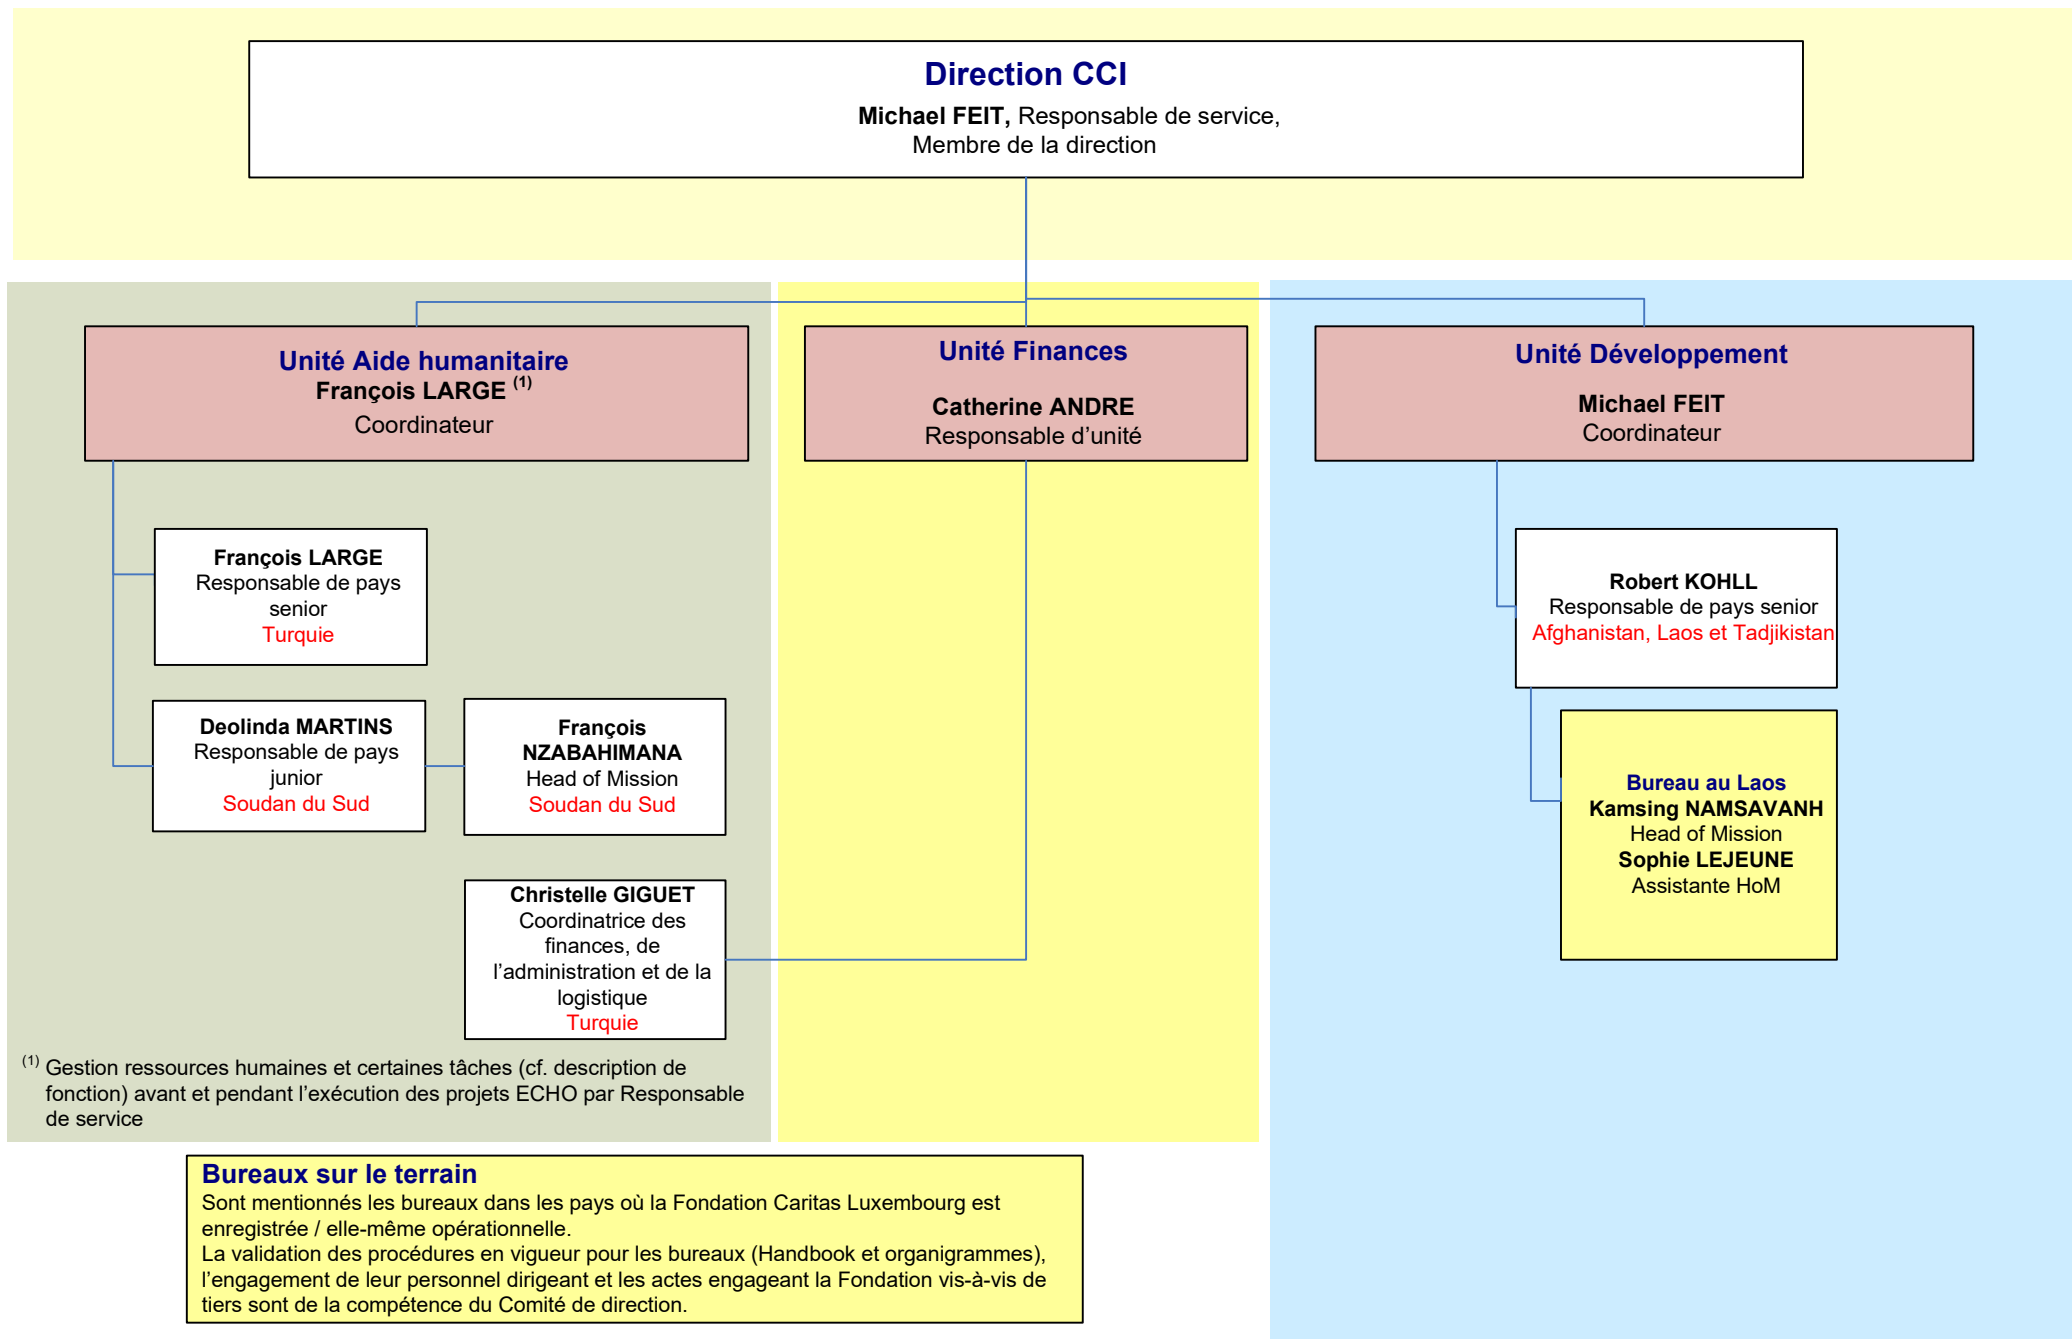 Direction CCI
Michael FEIT, Responsable de service,
Membre de la direction
Unité Aide humanitaire
François LARGE (1)
Coordinateur
Unité Finances
Catherine ANDRE
Responsable d’unité
Unité Développement
Michael FEIT
Coordinateur
François LARGE
Responsable de pays
senior
Turquie
Robert KOHLL
Responsable de pays senior
Afghanistan, Laos et Tadjikistan
Deolinda MARTINS
Responsable de pays
junior
Soudan du Sud
François
NZABAHIMANA
Head of Mission
Soudan du Sud
Bureau au Laos
Kamsing NAMSAVANH
Head of Mission
Sophie LEJEUNE
Assistante HoM
Christelle GIGUET
Coordinatrice des
finances, de
l’administration et de la
logistique
Turquie
(1) Gestion ressources humaines et certaines tâches (cf. description de
fonction) avant et pendant l’exécution des projets ECHO par Responsable
de service
Bureaux sur le terrain
Sont mentionnés les bureaux dans les pays où la Fondation Caritas Luxembourg est
enregistrée / elle-même opérationnelle.
La validation des procédures en vigueur pour les bureaux (Handbook et organigrammes),
l’engagement de leur personnel dirigeant et les actes engageant la Fondation vis-à-vis de
tiers sont de la compétence du Comité de direction.